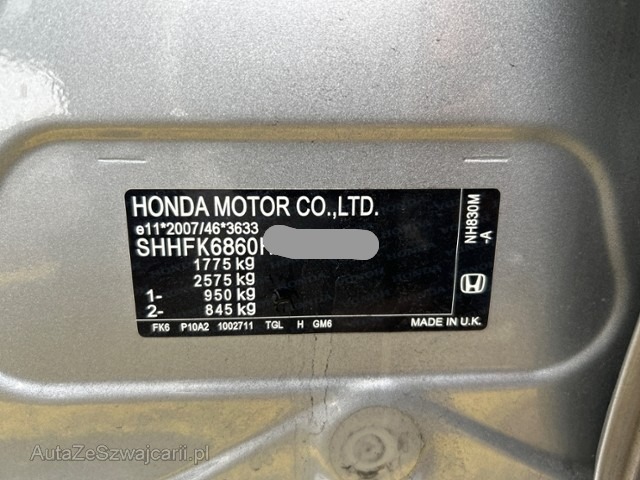 HONDA MOTOR CO.,LTD.
e11*2007/46*3633
SHHFK6860
1775 kg
2575 kg
1- 950 kg
2- 845 kg
FK6 P10A2 1002711 TGL H GM6
MADE IN U.K.
NH830M
-A
AutaZeSzwajcarii.pl